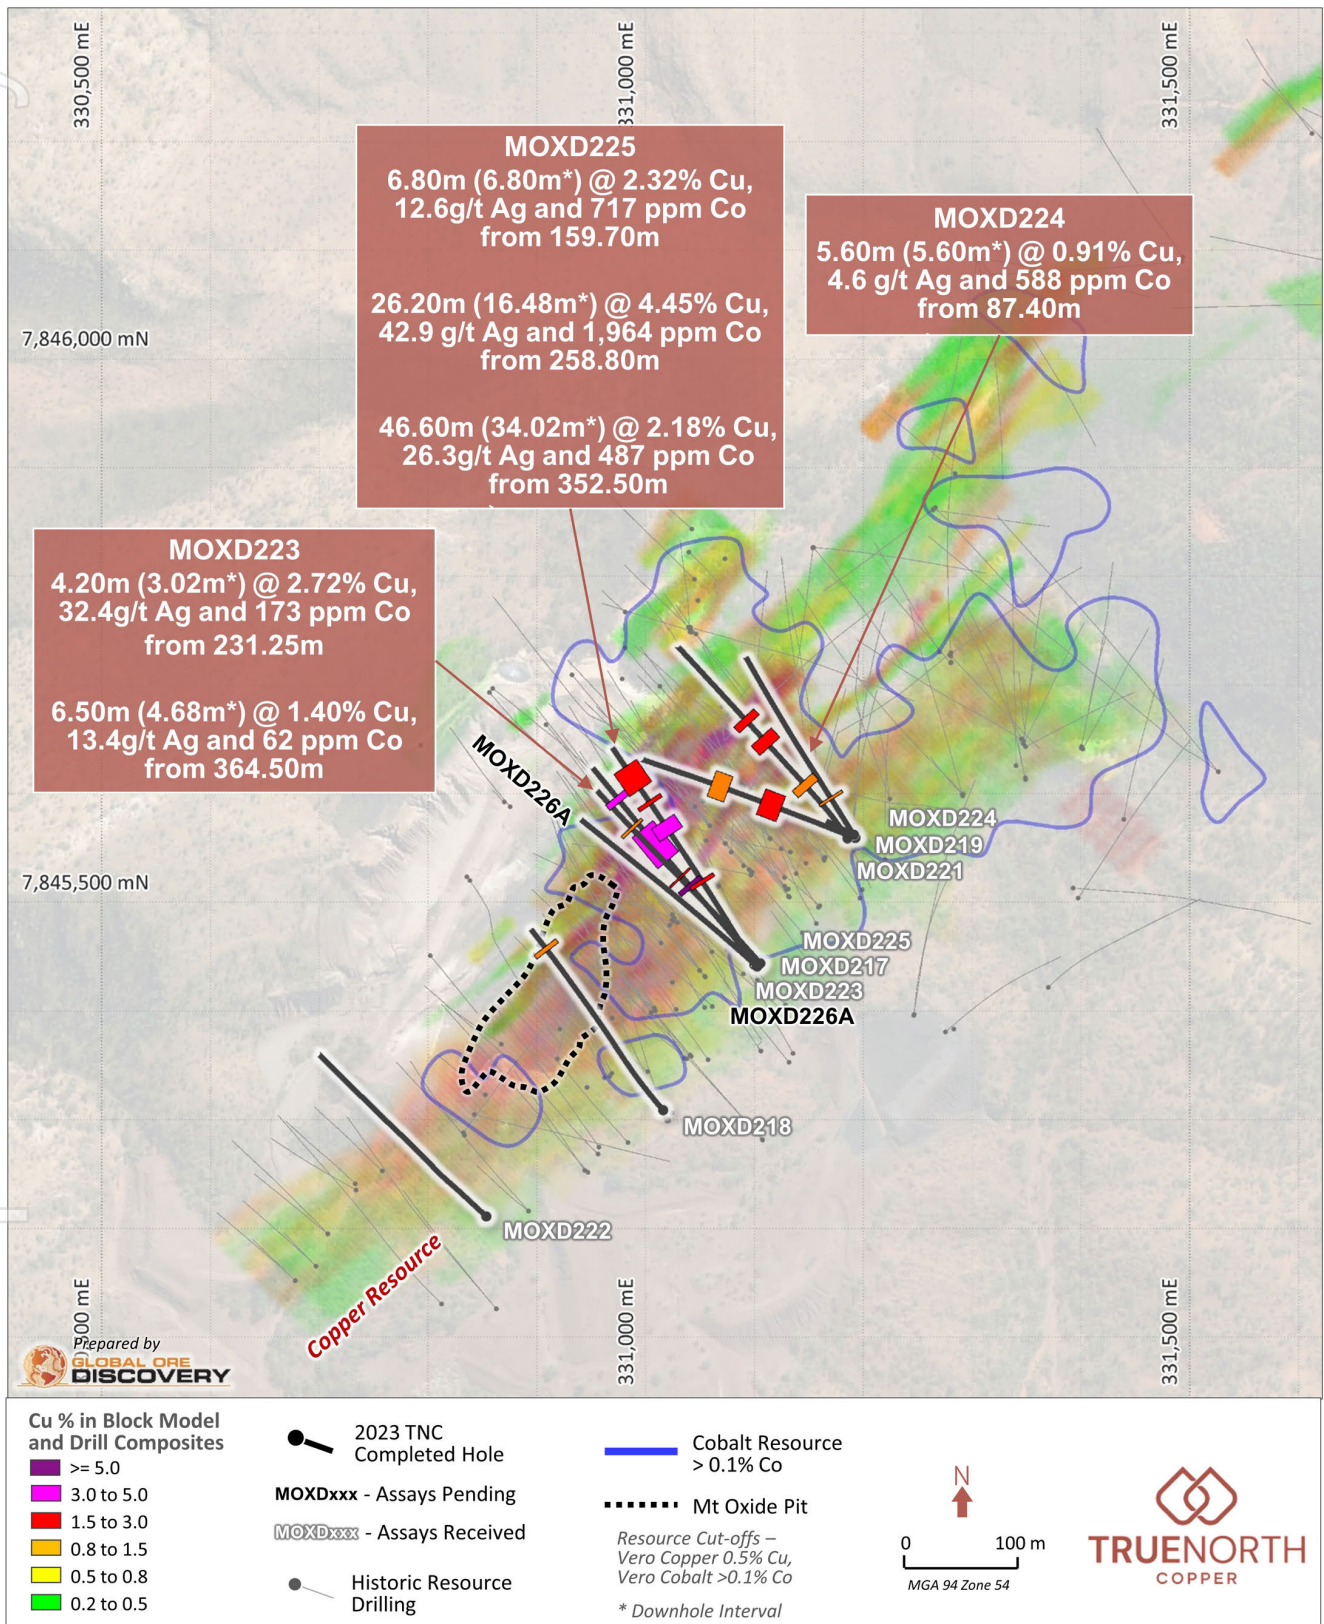 330,500 mE
331,000 mE
331,500 mE
MOXD225
6.80m (6.80m*) @ 2.32% Cu,
12.6g/t Ag and 717 ppm Co
from 159.70m
26.20m (16.48m*) @ 4.45% Cu,
42.9 g/t Ag and 1,964 ppm Co
from 258.80m
46.60m (34.02m*) @ 2.18% Cu,
26.3g/t Ag and 487 ppm Co
from 352.50m
MOXD224
5.60m (5.60m*) @ 0.91% Cu,
4.6 g/t Ag and 588 ppm Co
from 87.40m
7,846,000 mN
MOXD223
4.20m (3.02m*) @ 2.72% Cu,
32.4g/t Ag and 173 ppm Co
from 231.25m
6.50m (4.68m*) @ 1.40% Cu,
13.4g/t Ag and 62 ppm Co
from 364.50m
MOXD226A
MOXD224
MOXD219
MOXD221
7,845,500 mN
MOXD225
MOXD217
MOXD223
MOXD226A
MOXD218
MOXD222
Copper Resource
mE
331,000 mE
331,500 mE
Prepared by
GLOBAL ORE
DISCOVERY
Cu % in Block Model
and Drill Composites
>= 5.0
3.0 to 5.0
1.5 to 3.0
0.8 to 1.5
0.5 to 0.8
0.2 to 0.5
2023 TNC
Completed Hole
MOXDxxx - Assays Pending
MOXDxxx - Assays Received
Historic Resource
Drilling
Cobalt Resource
> 0.1% Co
Mt Oxide Pit
Resource Cut-offs –
Vero Copper 0.5% Cu,
Vero Cobalt >0.1% Co
* Downhole Interval
N
0 100 m
MGA 94 Zone 54
TRUENORTH
COPPER